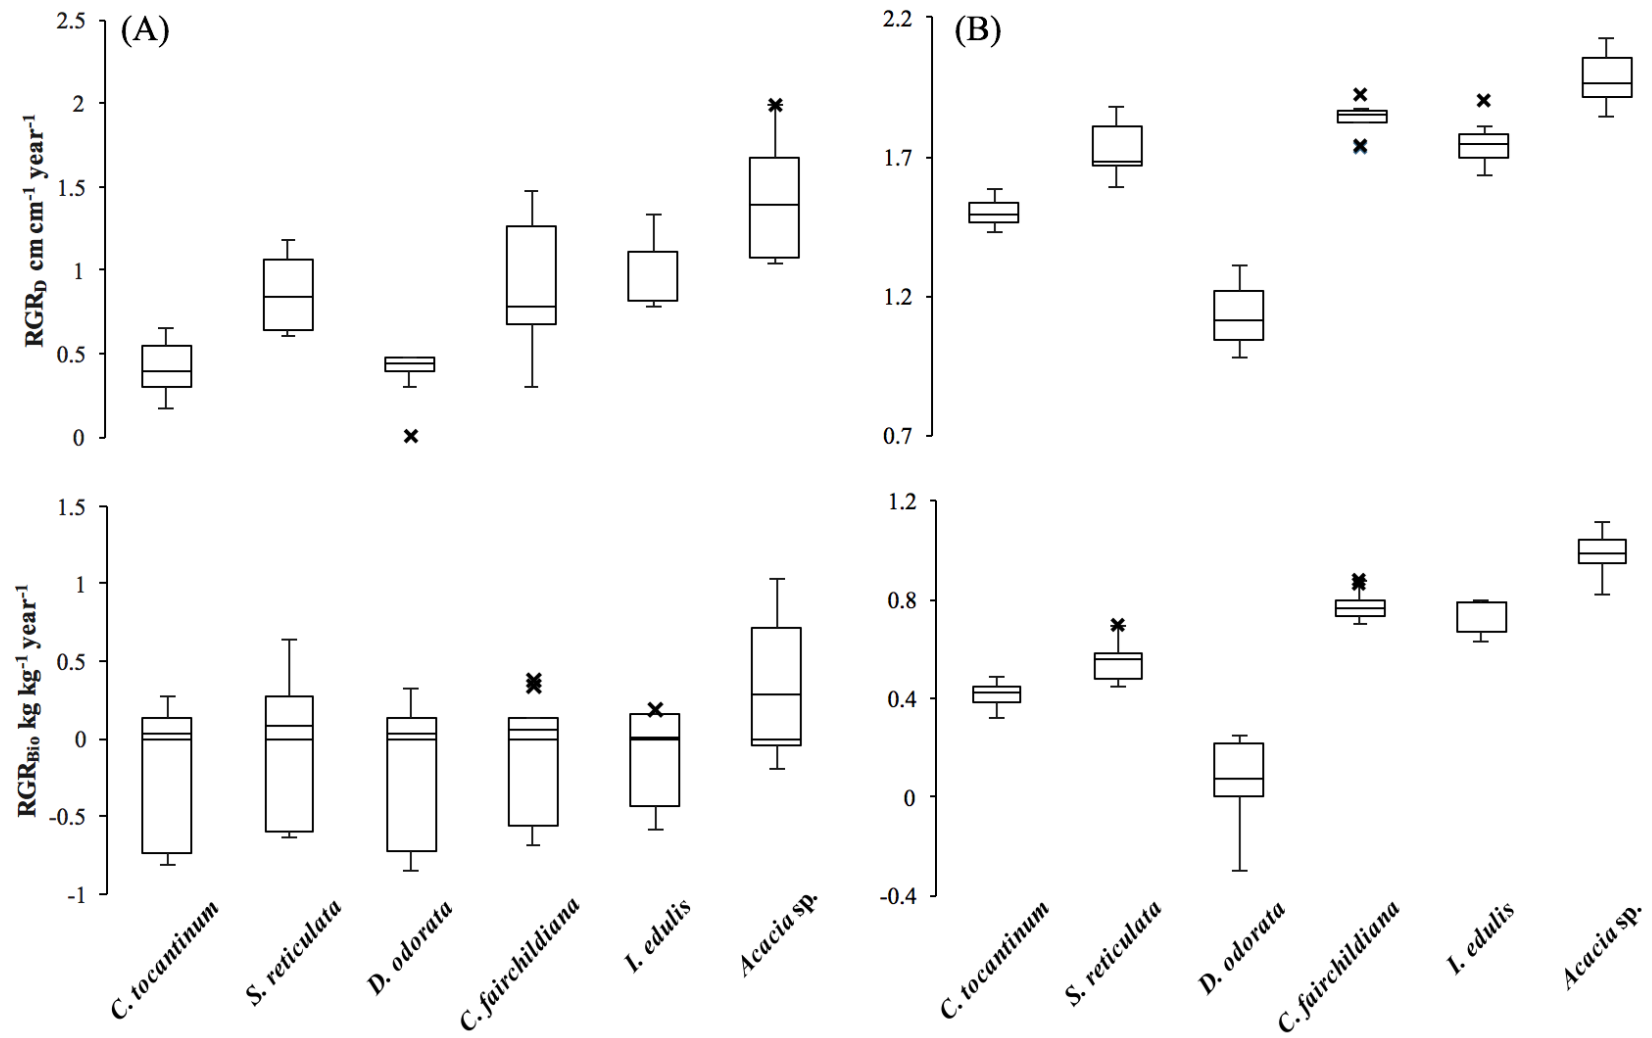 (A)
RGR_D cm cm⁻¹ year⁻¹
2.5
2
1.5
1
0.5
0
(B)
2.2
1.7
1.2
0.7
RGR_Bio kg kg⁻¹ year⁻¹
1.5
1
0.5
0
-0.5
-1
1.2
0.8
0.4
0
-0.4
C. tocantinum
S. reticulata
D. odorata
C. fairchildiana
I. edulis
Acacia sp.
C. tocantinum
S. reticulata
D. odorata
C. fairchildiana
I. edulis
Acacia sp.